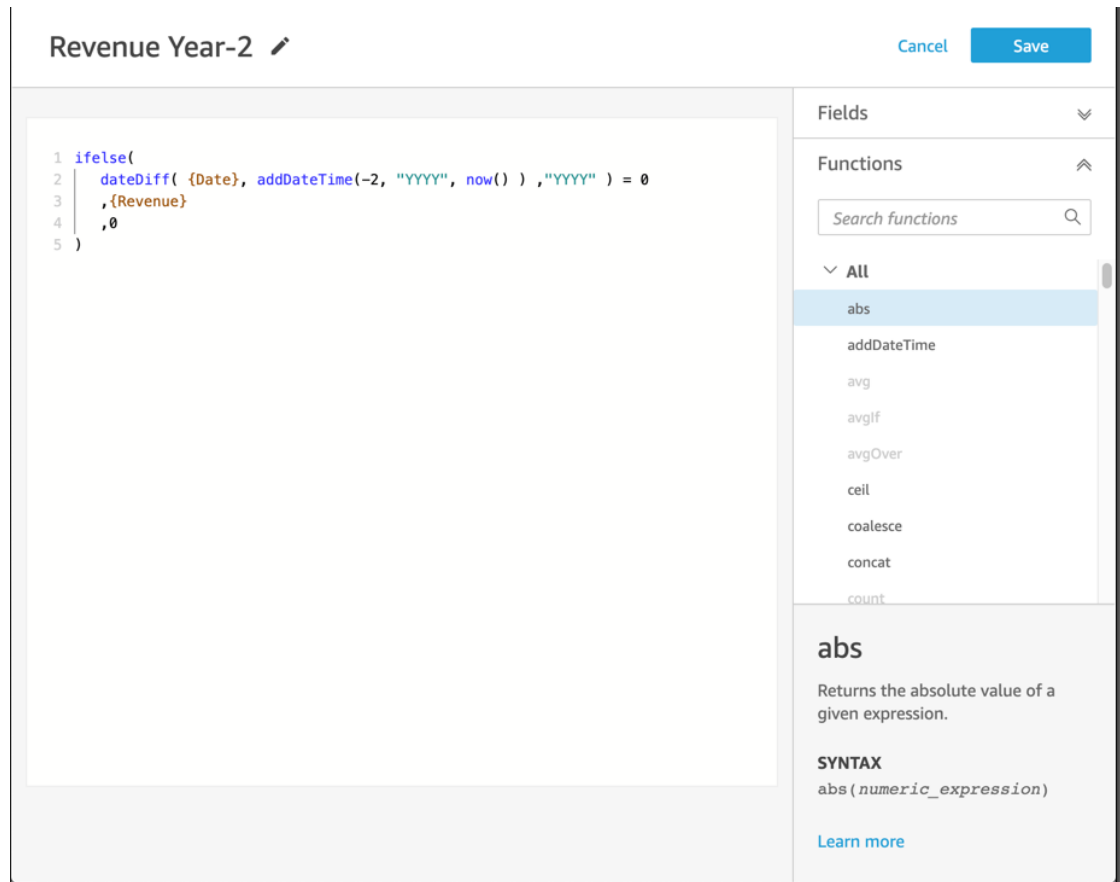 Revenue Year-2
Cancel
Save
1 ifelse(
2 dateDiff( {Date}, addDateTime(-2, "YYYY", now() ) ,"YYYY" ) = 0
3 ,{Revenue}
4 ,0
5 )
Fields
Functions
Search functions
All
abs
addDateTime
avg
avgIf
avgOver
ceil
coalesce
concat
count
abs
Returns the absolute value of a
given expression.
SYNTAX
abs(numeric_expression)
Learn more